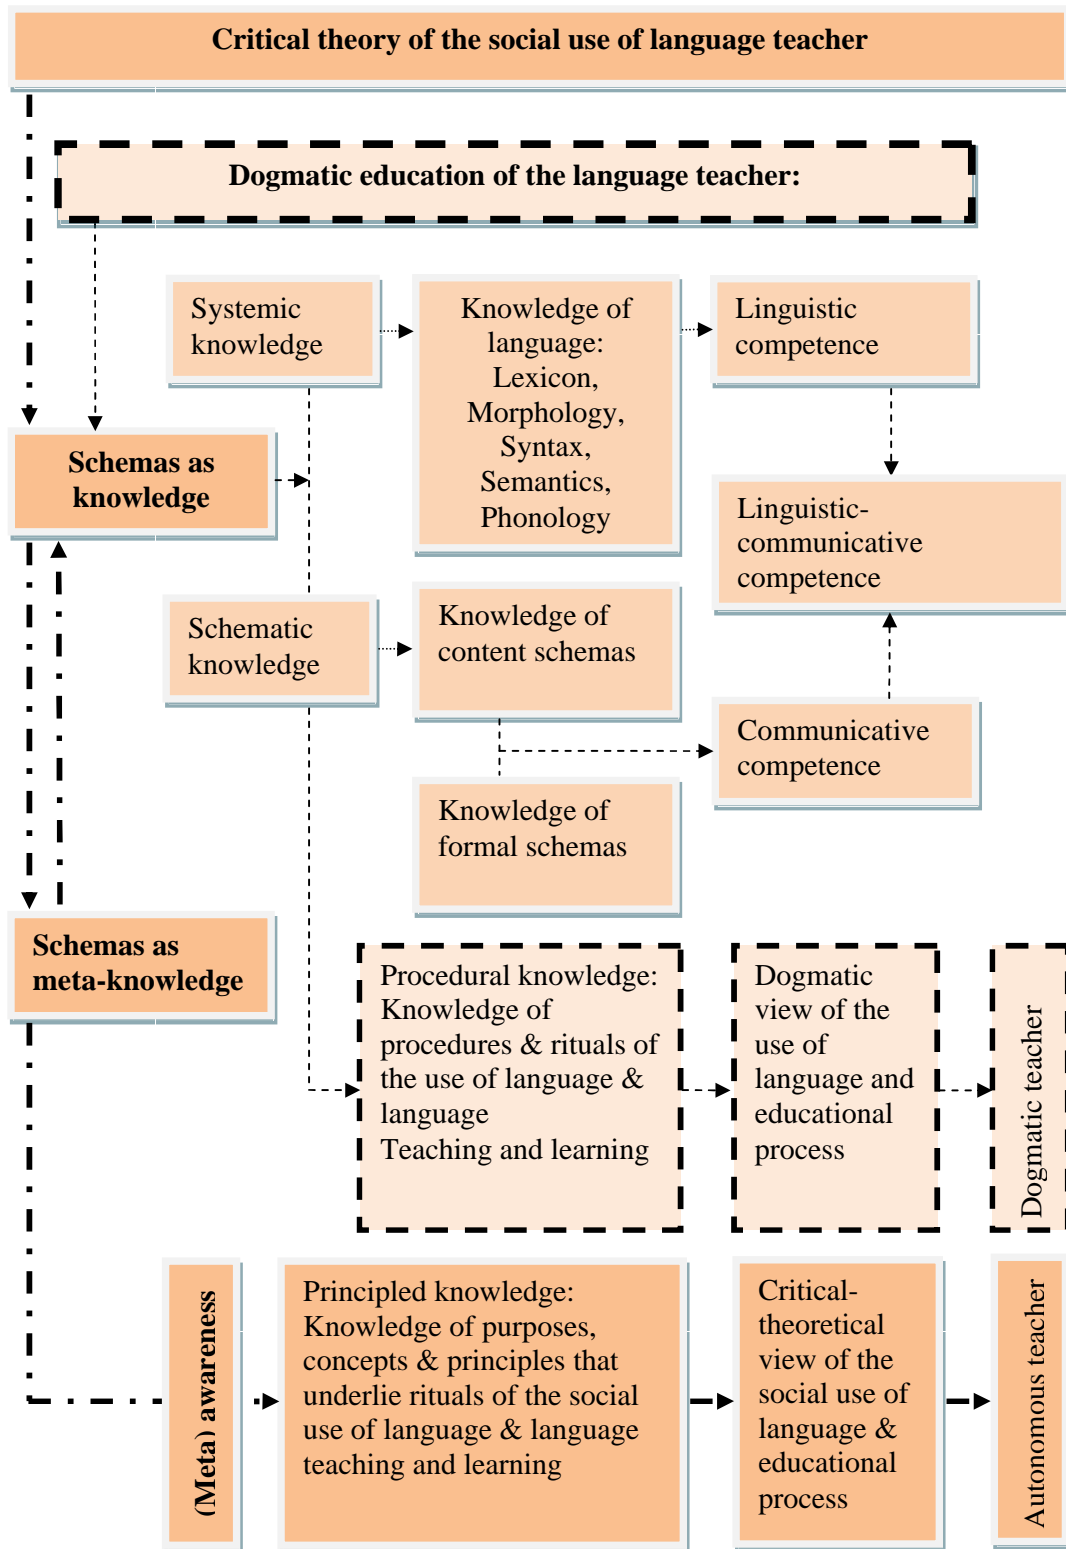 Critical theory of the social use of language teacher
Dogmatic education of the language teacher:
Systemic
knowledge
Knowledge of
language:
Lexicon,
Morphology,
Syntax,
Semantics,
Phonology
Linguistic
competence
Schemas as
knowledge
Linguistic-
communicative
competence
Schematic
knowledge
Knowledge of
content schemas
Communicative
competence
Knowledge of
formal schemas
Schemas as
meta-knowledge
Procedural knowledge:
Knowledge of
procedures & rituals of
the use of language &
language
Teaching and learning
Dogmatic
view of the
use of
language and
educational
process
Dogmatic teacher
(Meta) awareness
Principled knowledge:
Knowledge of purposes,
concepts & principles that
underlie rituals of the social
use of language & language
teaching and learning
Critical-
theoretical
view of the
social use of
language &
educational
process
Autonomous teacher